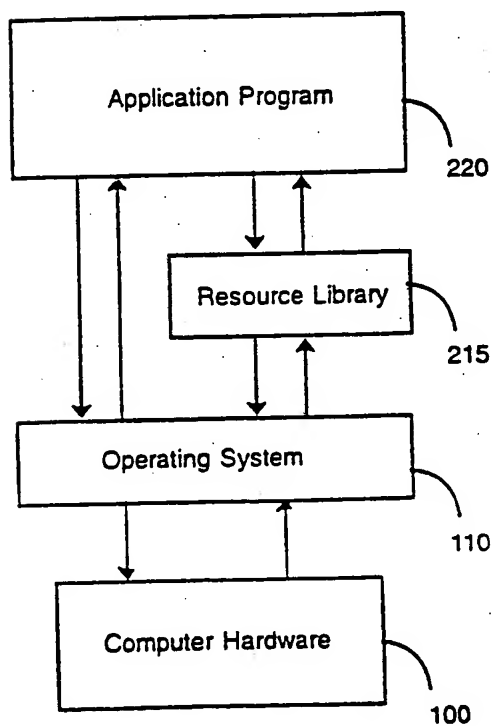 Application Program
220
Resource Library
215
Operating System
110
Computer Hardware
100